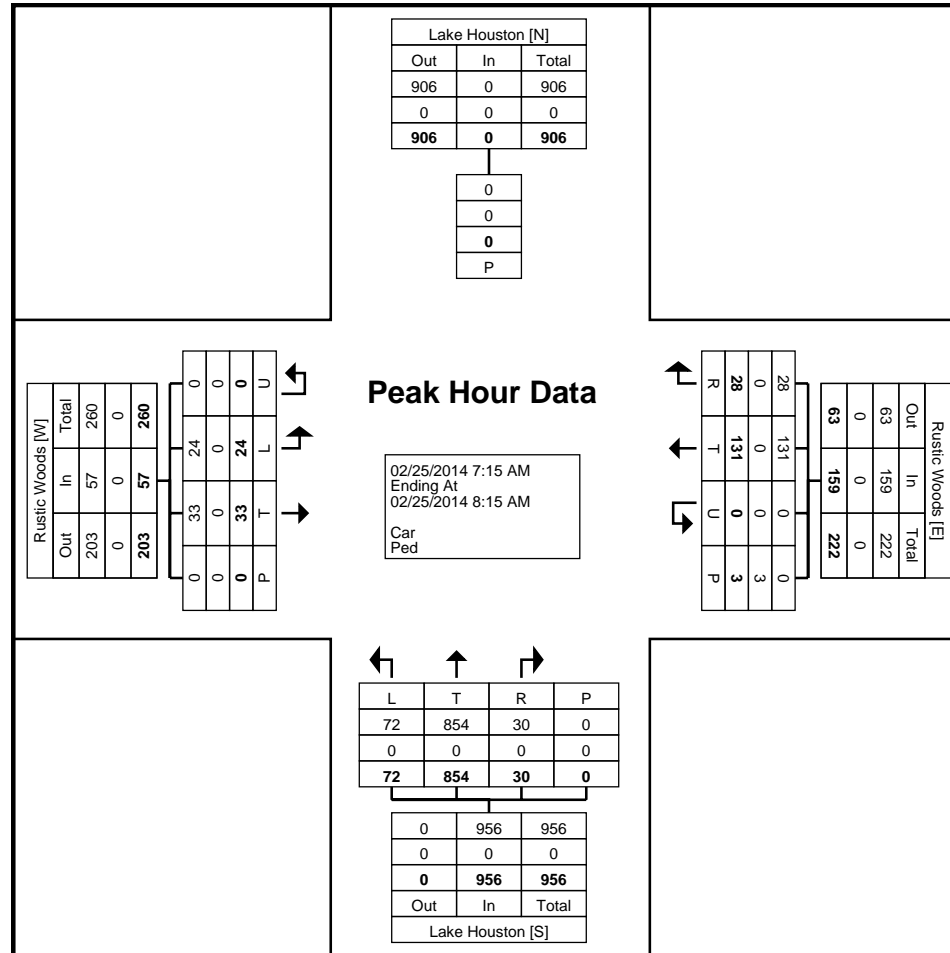 Lake Houston [N]
Out In Total
906 0 906
0 0 0
906 0 906
0
0
0
P
Peak Hour Data
02/25/2014 7:15 AM
Ending At
02/25/2014 8:15 AM
Car
Ped
Rustic Woods [W]
Total In Out
260 57 203
0 0 0
260 57 203
0 24 33 0
0 0 0 0
0 24 33 0
U L T P
R T U P
28 131 0 3
0 0 0 3
28 131 0 0
63 159 222
0 0 0
63 159 222
Out In Total
Rustic Woods [E]
L T R P
72 854 30 0
0 0 0 0
72 854 30 0
0 956 956
0 0 0
0 956 956
Out In Total
Lake Houston [S]